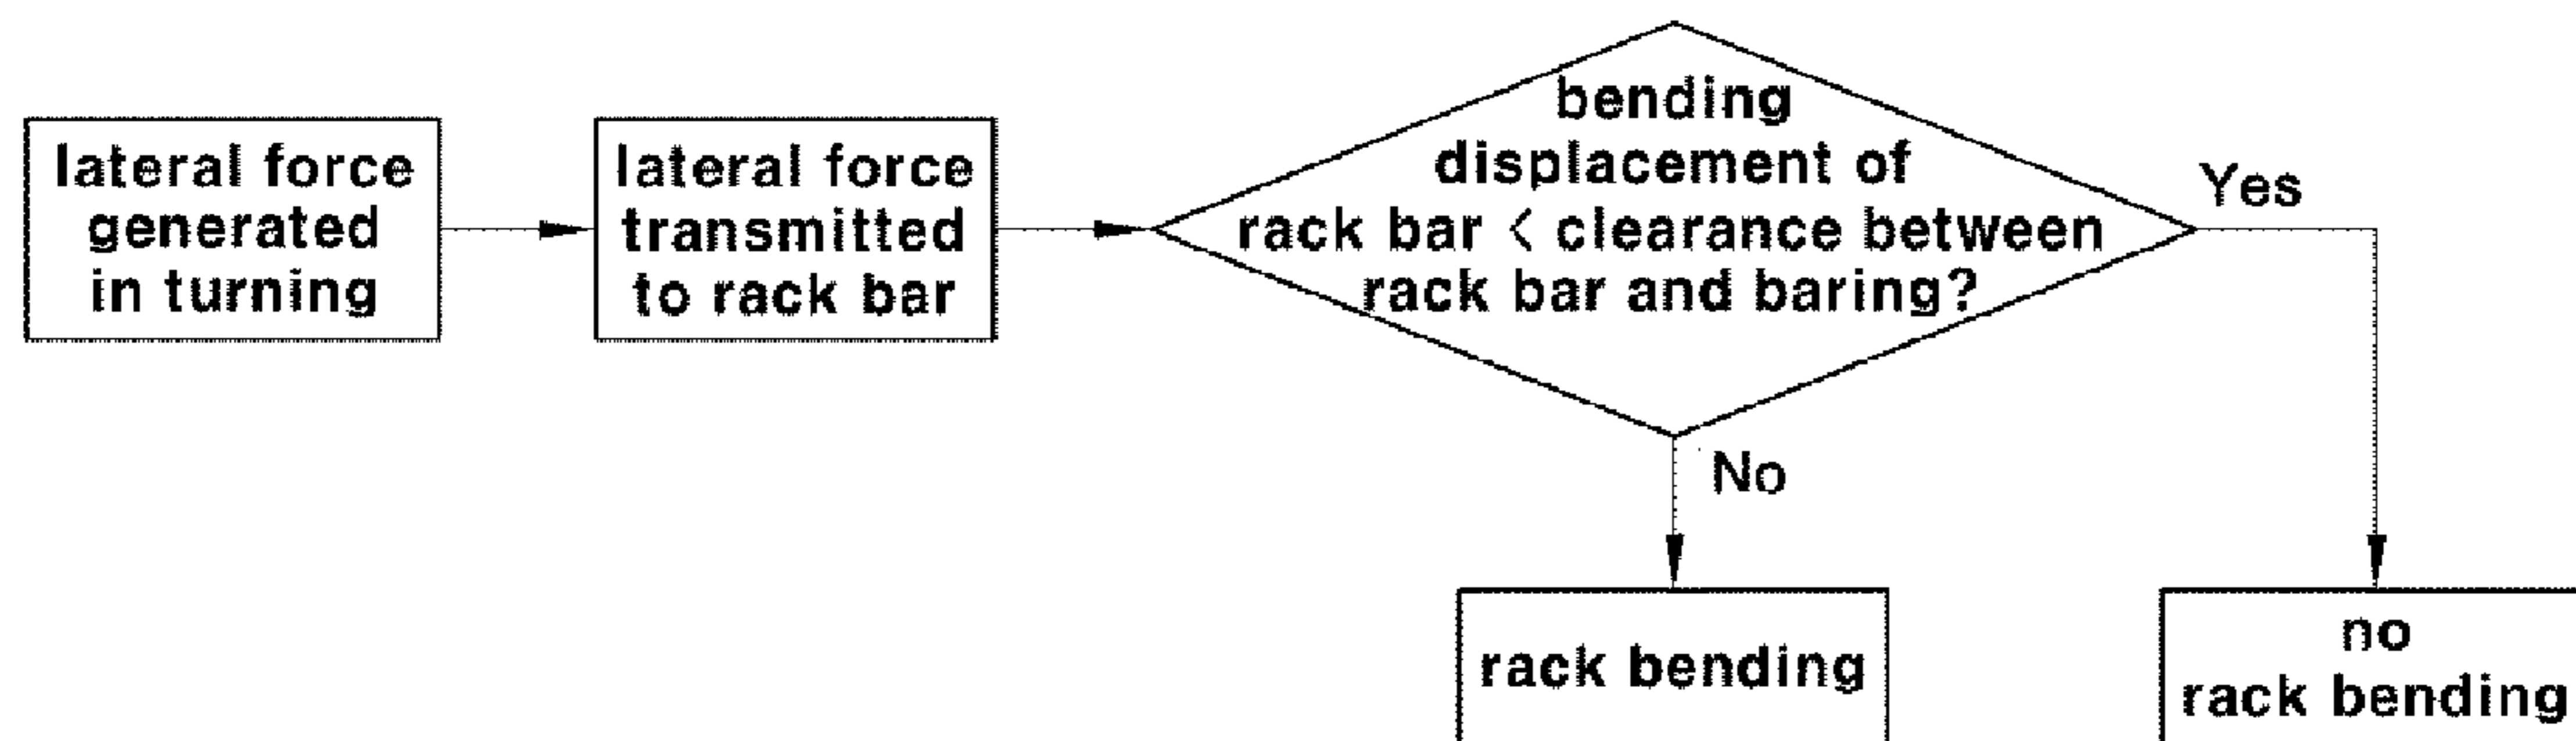 lateral force
generated
in turning
lateral force
transmitted
to rack bar
bending
displacement of
rack bar < clearance between
rack bar and baring?
Yes
No
rack bending
no
rack bending